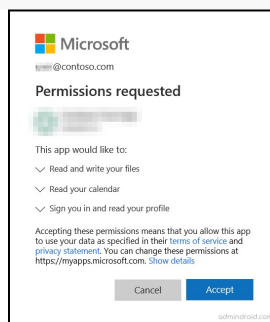 Microsoft
@contoso.com
Permissions requested
This app would like to:
Read and write your files
Read your calendar
Sign you in and read your profile
Accepting these permissions means that you allow this app
to use your data as specified in their terms of service and
privacy statement. You can change these permissions at
https://myapps.microsoft.com. Show details
Cancel Accept
admindroid.com